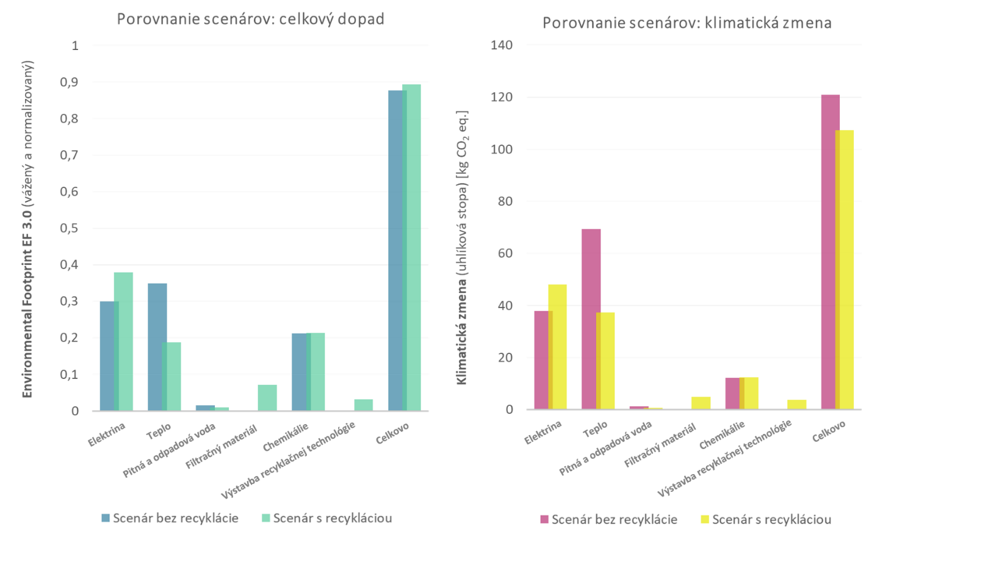 Porovnanie scenárov: celkový dopad
Environmental Footprint EF 3.0 (vážený a normalizovaný)
1
0,9
0,8
0,7
0,6
0,5
0,4
0,3
0,2
0,1
0
Elektrina
Teplo
Pitná a odpadová voda
Filtračný materiál
Chemikálie
Výstavba recyklačnej technológie
Celkovo
Scenár bez recyklácie
Scenár s recykláciou
Porovnanie scenárov: klimatická zmena
Klimatická zmena (uhlíková stopa) [kg CO₂ eq.]
140
120
100
80
60
40
20
0
Elektrina
Teplo
Pitná a odpadová voda
Filtračný materiál
Chemikálie
Výstavba recyklačnej technológie
Celkovo
Scenár bez recyklácie
Scenár s recykláciou